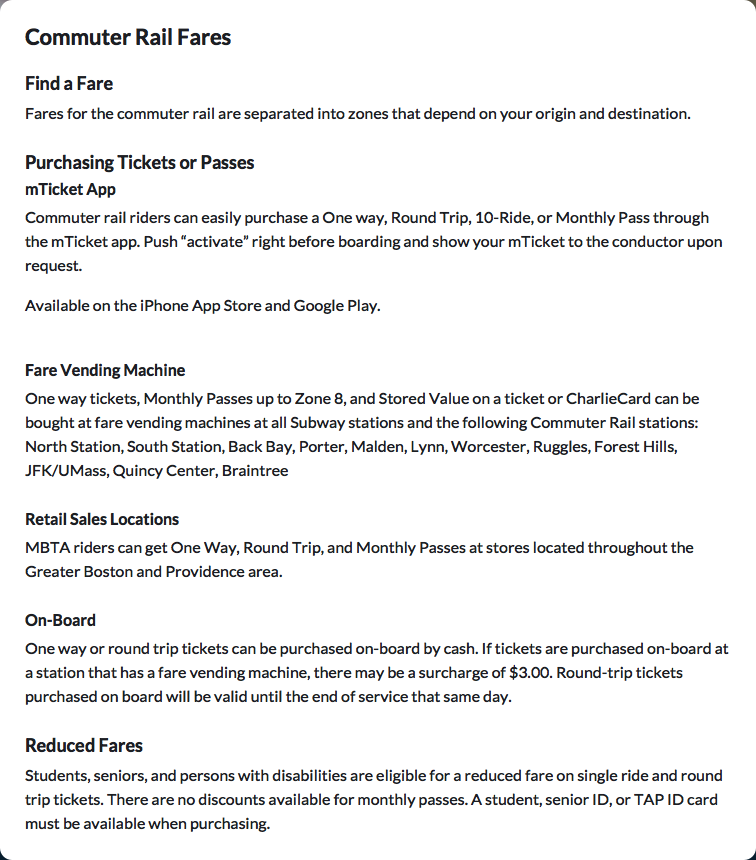 Commuter Rail Fares
Find a Fare
Fares for the commuter rail are separated into zones that depend on your origin and destination.
Purchasing Tickets or Passes
mTicket App
Commuter rail riders can easily purchase a One way, Round Trip, 10-Ride, or Monthly Pass through
the mTicket app. Push “activate” right before boarding and show your mTicket to the conductor upon
request.
Available on the iPhone App Store and Google Play.
Fare Vending Machine
One way tickets, Monthly Passes up to Zone 8, and Stored Value on a ticket or CharlieCard can be
bought at fare vending machines at all Subway stations and the following Commuter Rail stations:
North Station, South Station, Back Bay, Porter, Malden, Lynn, Worcester, Ruggles, Forest Hills,
JFK/UMass, Quincy Center, Braintree
Retail Sales Locations
MBTA riders can get One Way, Round Trip, and Monthly Passes at stores located throughout the
Greater Boston and Providence area.
On-Board
One way or round trip tickets can be purchased on-board by cash. If tickets are purchased on-board at
a station that has a fare vending machine, there may be a surcharge of $3.00. Round-trip tickets
purchased on board will be valid until the end of service that same day.
Reduced Fares
Students, seniors, and persons with disabilities are eligible for a reduced fare on single ride and round
trip tickets. There are no discounts available for monthly passes. A student, senior ID, or TAP ID card
must be available when purchasing.